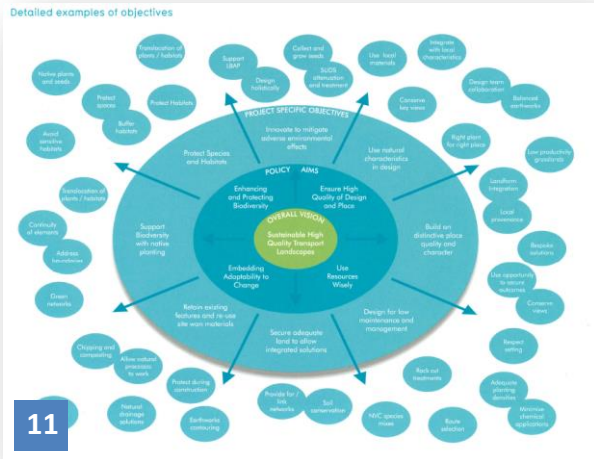 Detailed examples of objectives
Translocation of
plants / habitats
Support
LBAP
Collect and
grow seeds
Use
materials
Integrate
with local
characteristics
Native plants
and seeds
Design
holistically
SUDS
attenuation
and treatment
Design team
collaboration
Protect
species
Protect Habitats
Conserve
key views
Balanced
earthworks
Buffer
habitats
PROJECT SPECIFIC OBJECTIVES
Avoid
sensitive
habitats
Innovate to mitigate
adverse environmental
effects
Right plant
for right place
Low productivity
grasslands
Protect Species
and Habitats
Use natural
characteristics
in design
POLICY AIMS
Landform
integration
Translocation of
plants / habitats
Enhancing
and Protecting
Biodiversity
Ensure High
Quality of Design
and Place
Local
provenance
Continuity
of elements
OVERALL VISION
Support
Biodiversity
with native
planting
Sustainable High
Quality Transport
Landscapes
Build on
distinctive place
quality and
character
Bespoke
solutions
Address
boundaries
Embedding
Adaptability to
Change
Use
Resources
Wisely
Use opportunity
to secure
outcomes
Green
networks
Conserve
views
Retain existing
features and re-use
site won materials
Design for low
maintenance and
management
Secure adequate
land to allow
integrated solutions
Respect
setting
Chipping and
composting
Allow natural
processes
to work
Protect during
construction
Rock cut
treatments
Adequate
planting
densities
Provide for /
link
networks
Soil
conservation
NVC species
mixes
Minimise
chemical
applications
11
Natural
drainage
solutions
Earthworks
contouring
Route
selection